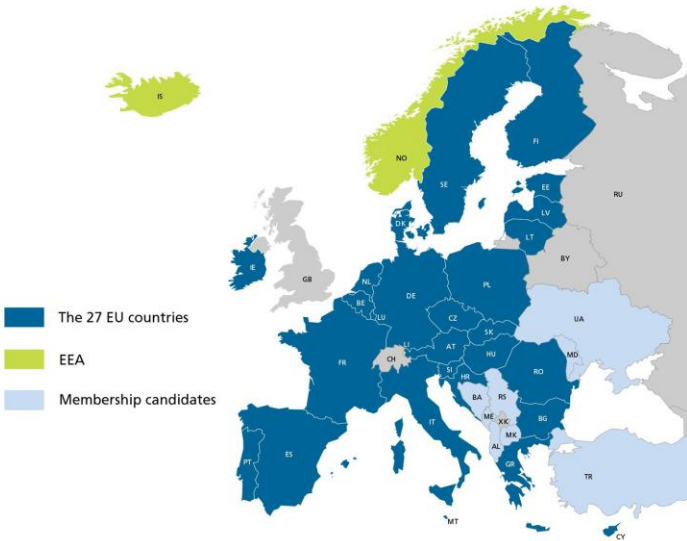 IS
NO
SE
FI
RU
EE
LV
LT
DK
BY
IE
GB
NL
BE
LU
DE
PL
CZ
SK
UA
The 27 EU countries
EEA
Membership candidates
FR
CH
LI
AT
HU
MD
SI
HR
RO
BA
RS
ME
XK
BG
IT
AL
MK
PT
ES
GR
TR
MT
CY